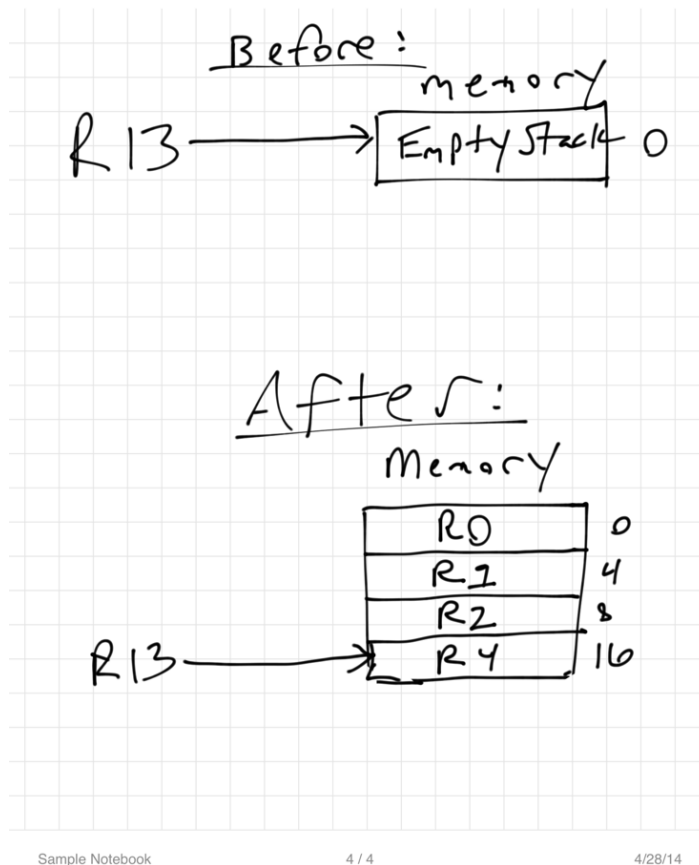 Before:
memory
R13 Empty Stack 0
After:
Memory
R0 0
R1 4
R2 8
R13 R4 16
Sample Notebook 4 / 4 4/28/14